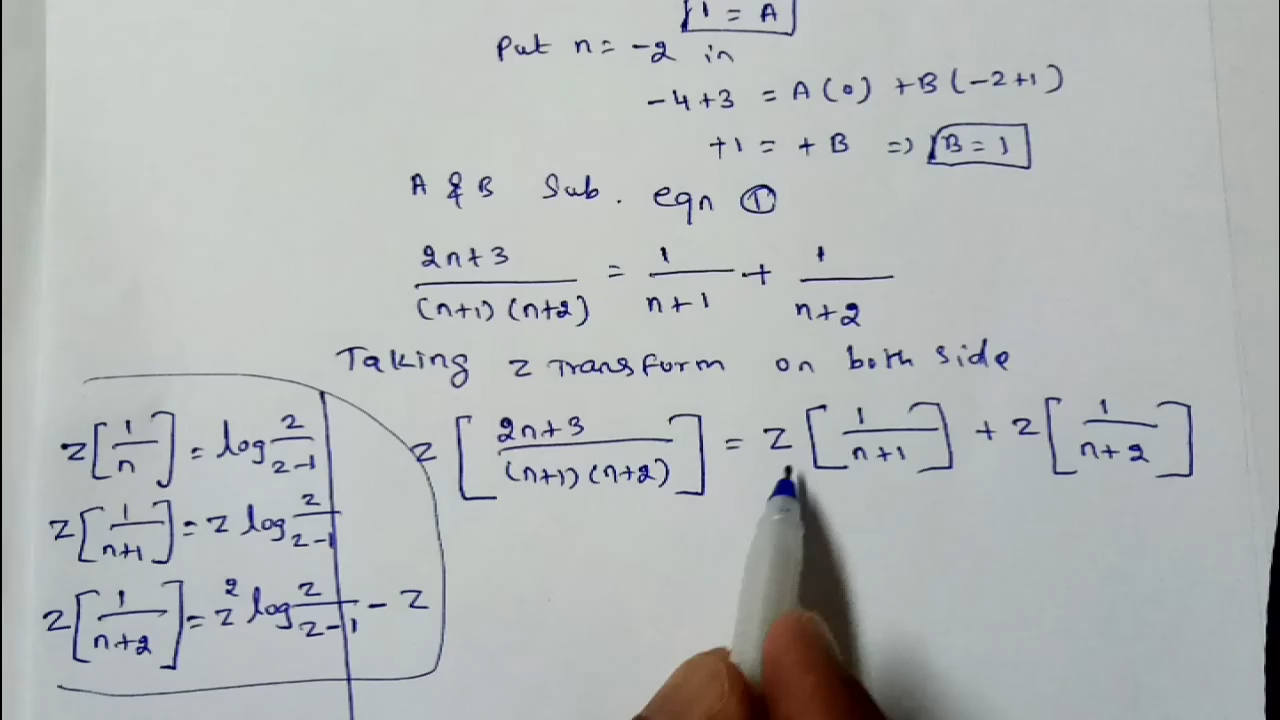 1 = A
Put n = -2 in
-4+3 = A(0) +B(-2+1)
+1 = +B => B = 1
A & B Sub. eqn ①
2n+3 / (n+1)(n+2) = 1 / n+1 + 1 / n+2
Taking z Transform on both side
z[2n+3 / (n+1)(n+2)] = z[1 / n+1] + z[1 / n+2]
z[1/n] = log z/z-1
z[1/n+1] = z log z/z-1
z[1/n+2] = z² log z/z-1 - z